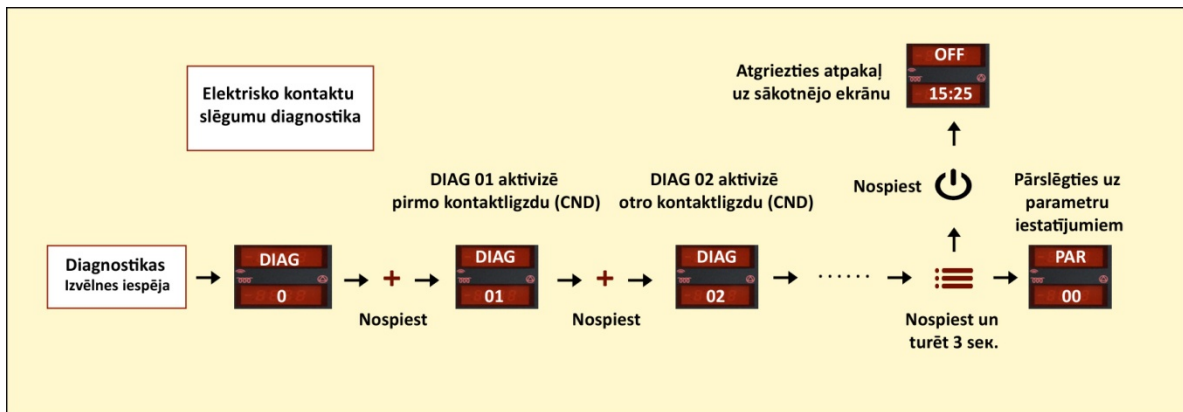 Elektrisko kontaktu
slēgumu diagnostika
Atgriezties atpakaļ
uz sākotnējo ekrānu
OFF
15:25
DIAG 01 aktivizē
pirmo kontaktligzdu (CND)
DIAG 02 aktivizē
otro kontaktligzdu (CND)
Nospiest
Pārslēgties uz
parametru
iestatījumiem
Diagnostikas
Izvēlnes iespēja
DIAG
0
+
Nospiest
DIAG
01
+
Nospiest
DIAG
02
......
Nospiest un
turēt 3 sек.
PAR
00